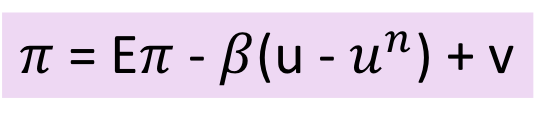 π = Eπ - β(u - uⁿ) + v